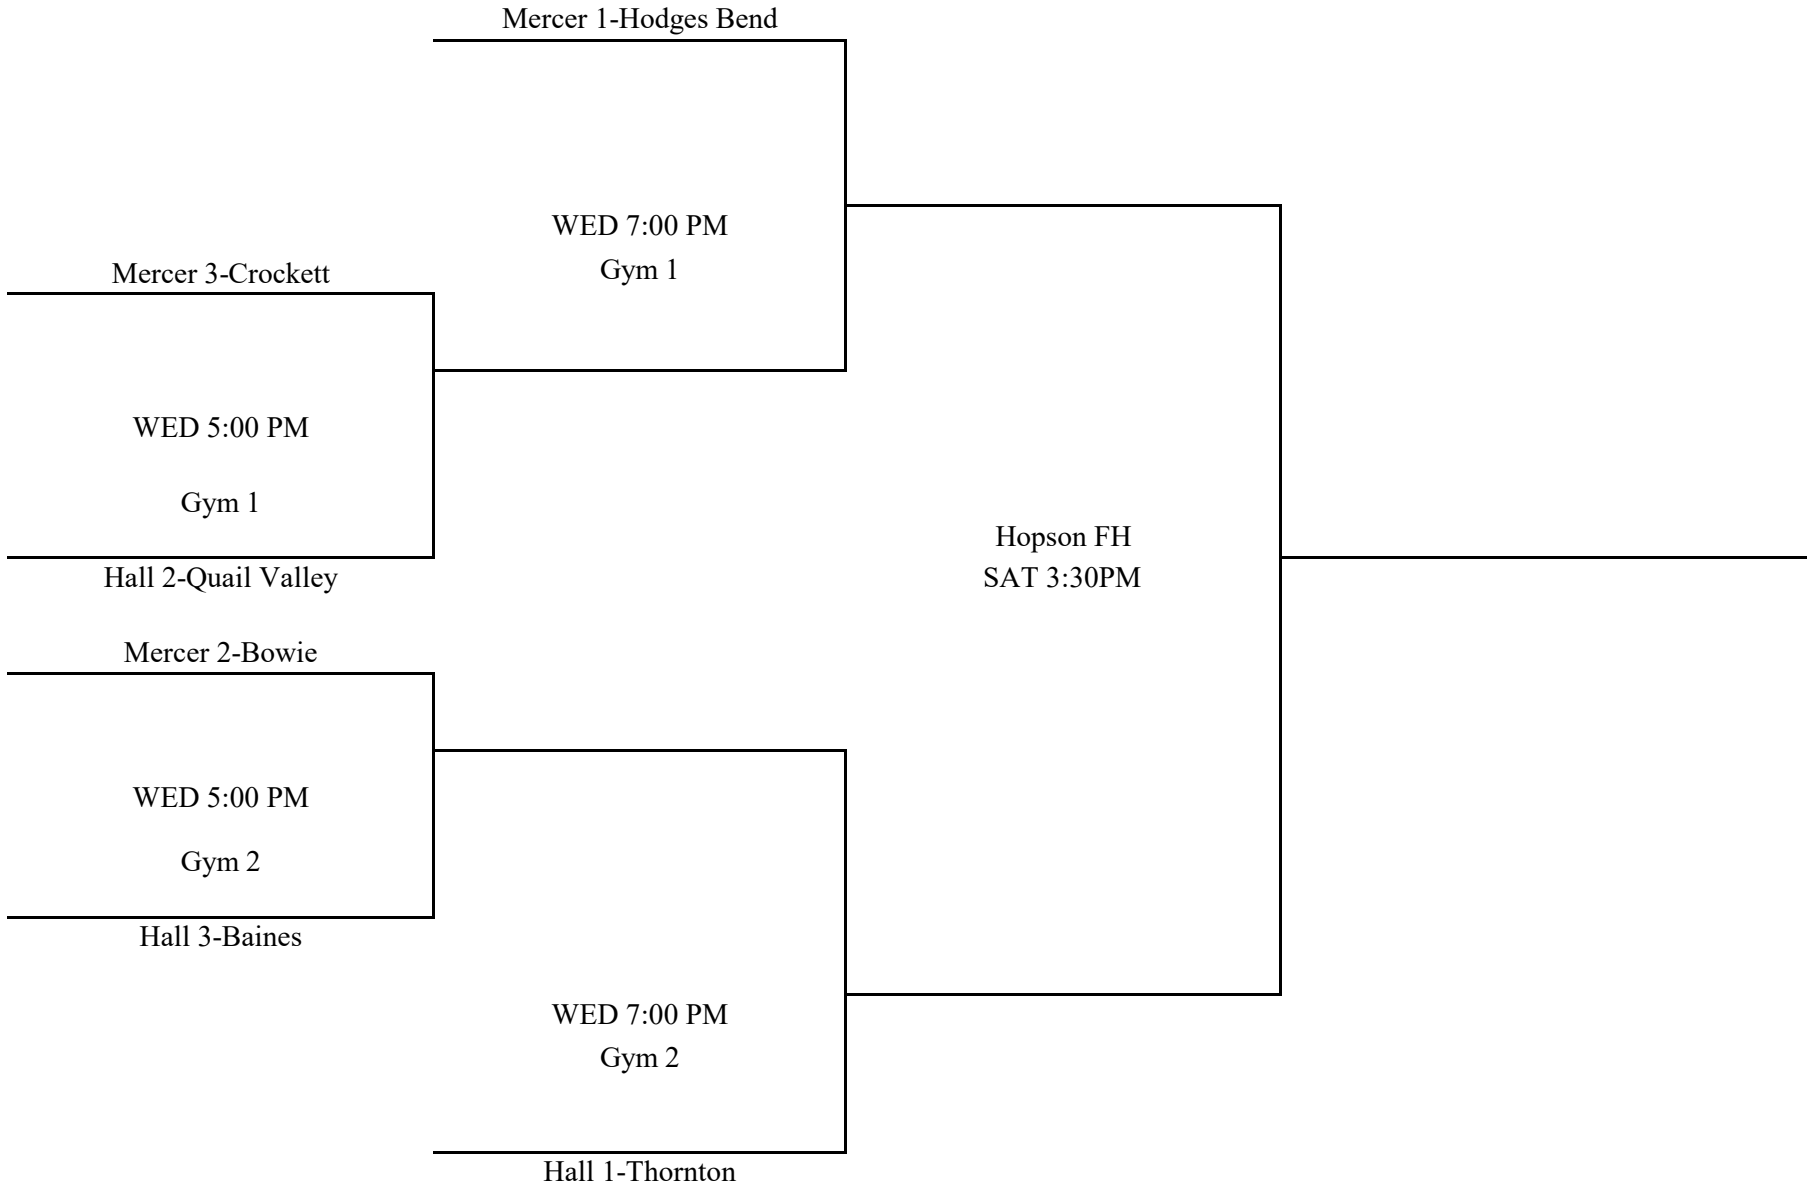 Mercer 1-Hodges Bend
WED 7:00 PM
Gym 1
Mercer 3-Crockett
WED 5:00 PM
Gym 1
Hall 2-Quail Valley
Hopson FH
SAT 3:30PM
Mercer 2-Bowie
WED 5:00 PM
Gym 2
Hall 3-Baines
WED 7:00 PM
Gym 2
Hall 1-Thornton